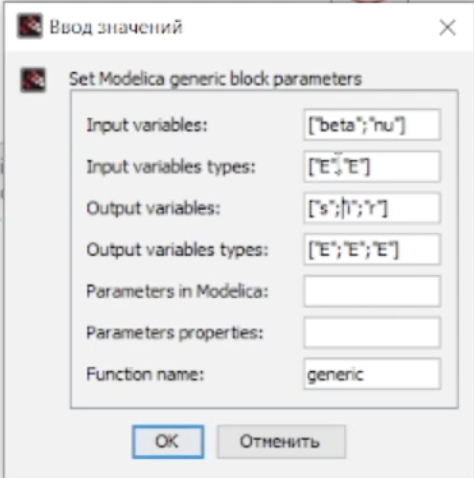 Ввод значений
Set Modelica generic block parameters
Input variables: ["beta";"nu"]
Input variables types: ["E";"E"]
Output variables: ["s";"i";"r"]
Output variables types: ["E";"E";"E"]
Parameters in Modelica:
Parameters properties:
Function name: generic
OK Отменить